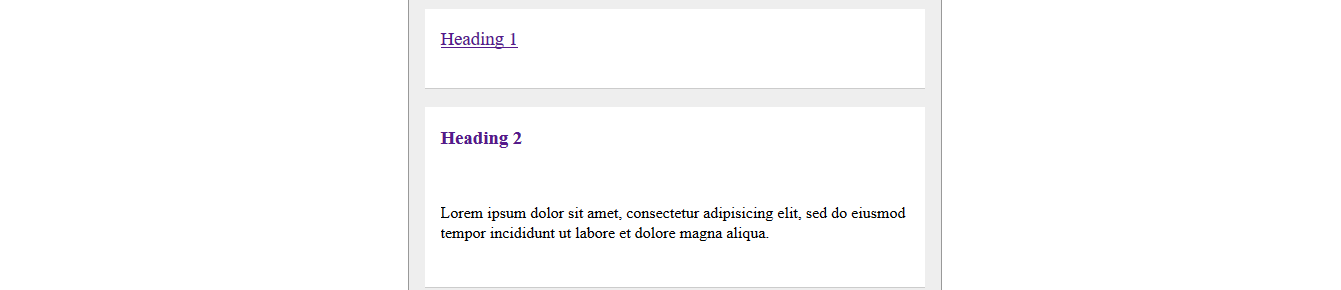 Heading 1
Heading 2
Lorem ipsum dolor sit amet, consectetur adipisicing elit, sed do eiusmod
tempor incididunt ut labore et dolore magna aliqua.